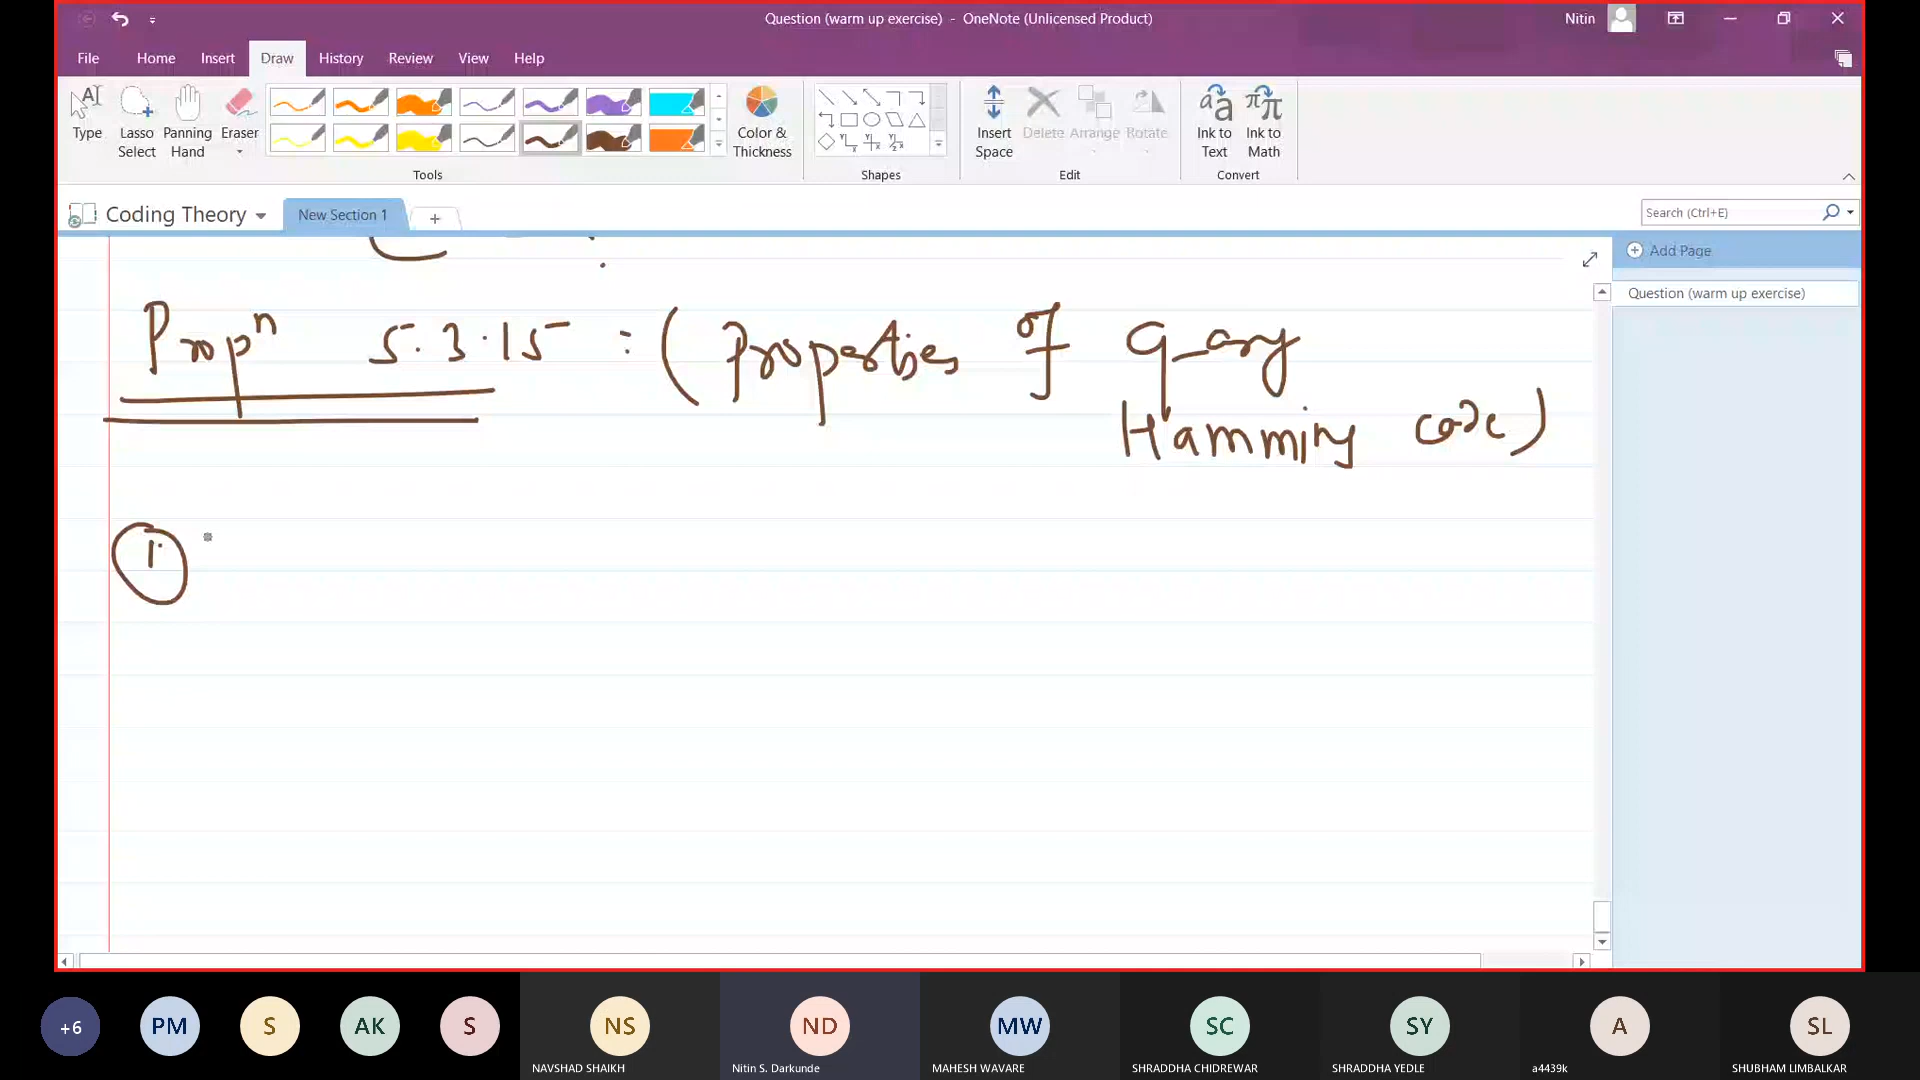 Question (warm up exercise) - OneNote (Unlicensed Product)
Nitin
File Home Insert Draw History Review View Help
Type
Lasso Select
Panning Hand
Eraser
Color & Thickness
Insert Space
Delete
Arrange
Rotate
Ink to Text
Ink to Math
Tools
Shapes
Edit
Convert
Coding Theory
New Section 1
+
Search (Ctrl+E)
Add Page
Question (warm up exercise)
Propⁿ 5.3.15 : (Properties of q-ary
Hamming code)
1
+6
PM
S
AK
S
NS
ND
MW
SC
SY
A
SL
NAVSHAD SHAIKH
Nitin S. Darkunde
MAHESH WAVARE
SHRADDHA CHIDREWAR
SHRADDHA YEDLE
a4439k
SHUBHAM LIMBALKAR